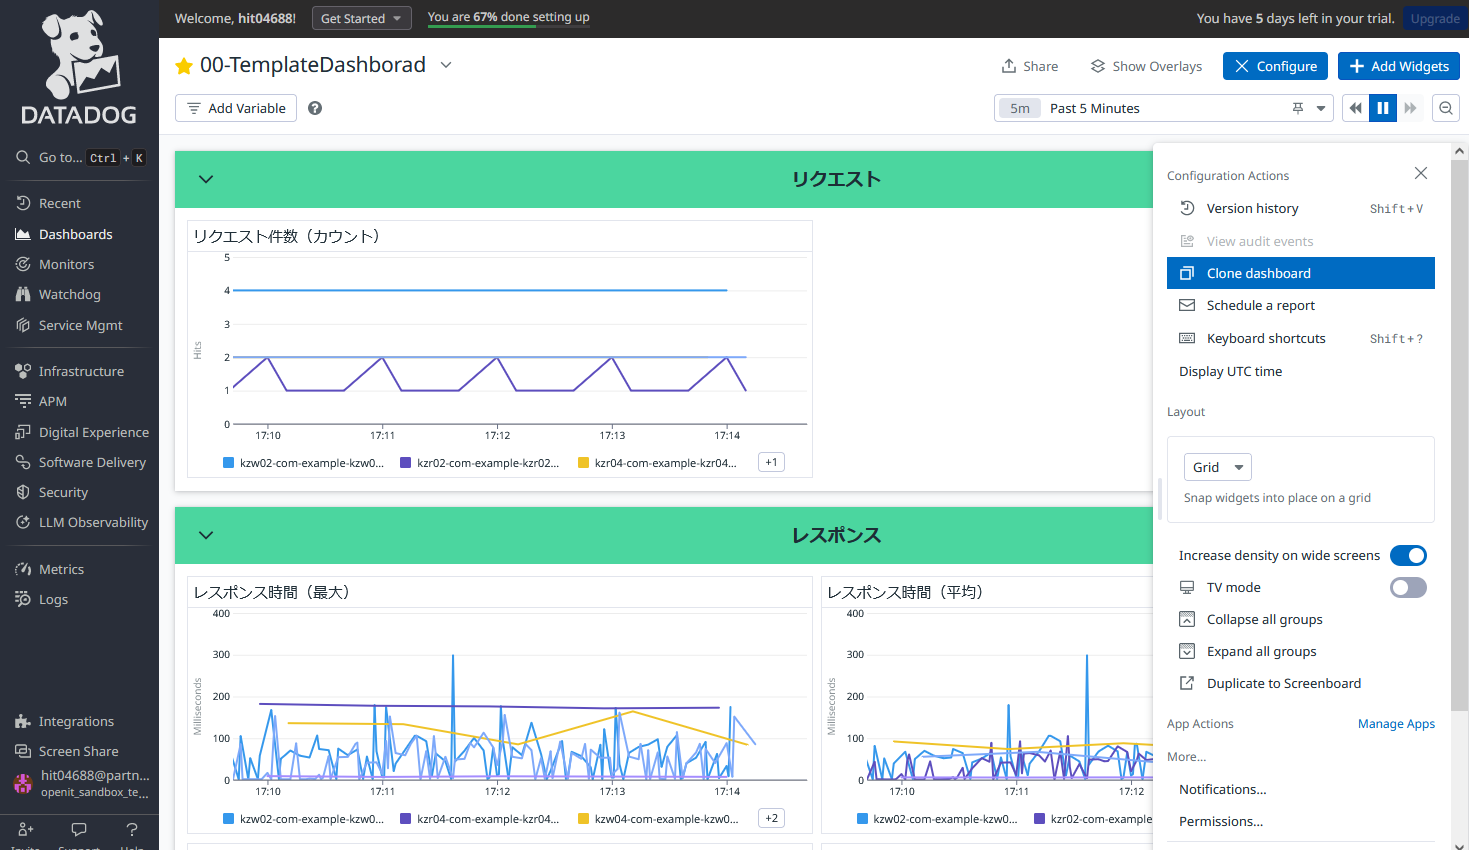 DATADOG
Go to... Ctrl + K
Recent
Dashboards
Monitors
Watchdog
Service Mgmt
Infrastructure
APM
Digital Experience
Software Delivery
Security
LLM Observability
Metrics
Logs
Integrations
Screen Share
hit04688@partn...
openit_sandbox_te...
Welcome, hit04688!
Get Started
You are 67% done setting up
You have 5 days left in your trial.
Upgrade
00-TemplateDashborad
Share
Show Overlays
Configure
Add Widgets
Add Variable
5m Past 5 Minutes
リクエスト
リクエスト件数（カウント）
Hits
5
4
3
2
1
0
17:10 17:11 17:12 17:13 17:14
kzw02-com-example-kzw0... kzr02-com-example-kzr02... kzr04-com-example-kzr04... +1
レスポンス
レスポンス時間（最大）
Milliseconds
400
300
200
100
0
17:10 17:11 17:12 17:13 17:14
kzw02-com-example-kzw0... kzr04-com-example-kzr04... kzw04-com-example-kzw0... +2
レスポンス時間（平均）
Milliseconds
400
300
200
100
0
17:10 17:11 17:12
kzw02-com-example-kzw0... kzr02-com-example
Configuration Actions
Version history Shift+V
View audit events
Clone dashboard
Schedule a report
Keyboard shortcuts Shift+?
Display UTC time
Layout
Grid
Snap widgets into place on a grid
Increase density on wide screens
TV mode
Collapse all groups
Expand all groups
Duplicate to Screenboard
App Actions Manage Apps
More...
Notifications...
Permissions...